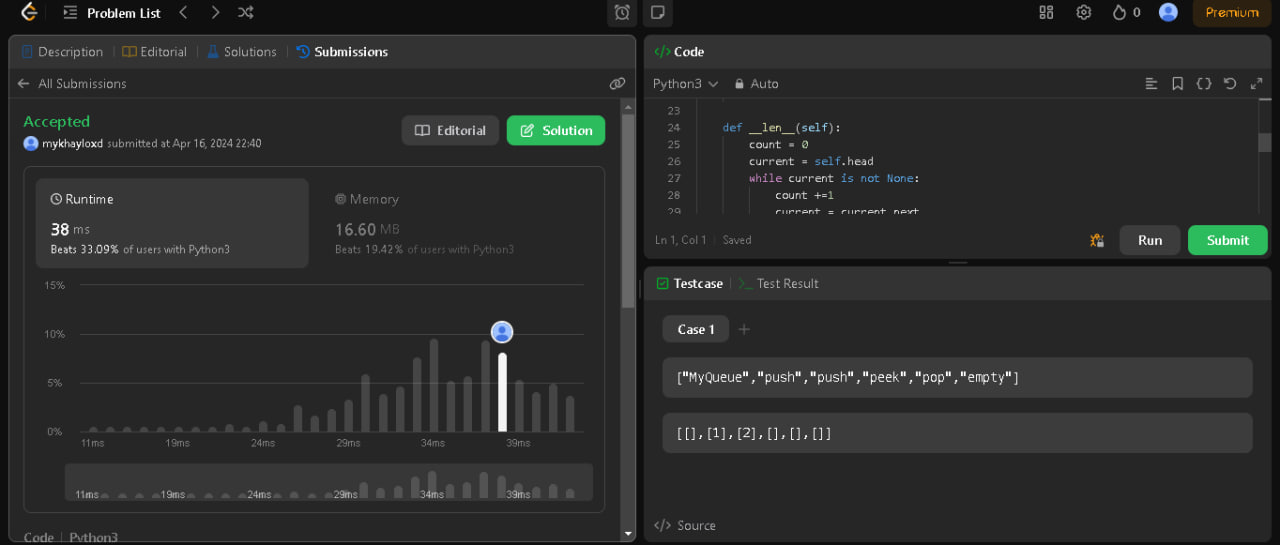 Problem List
0
Premium
Description
Editorial
Solutions
Submissions
All Submissions
Accepted
mykhayloxd submitted at Apr 16, 2024 22:40
Editorial
Solution
Runtime
38 ms
Beats 33.09% of users with Python3
Memory
16.60 MB
Beats 19.42% of users with Python3
15%
10%
5%
0%
11ms 19ms 24ms 29ms 34ms 39ms
11ms 19ms 24ms 29ms 34ms 39ms
Code | Python3
</> Code
Python3
Auto
23
24 def __len__(self):
25 count = 0
26 current = self.head
27 while current is not None:
28 count +=1
29 current = current.next
Ln 1, Col 1 | Saved
Run
Submit
Testcase
>_ Test Result
Case 1 +
["MyQueue","push","push","peek","pop","empty"]
[[],[1],[2],[],[],[]]
</> Source